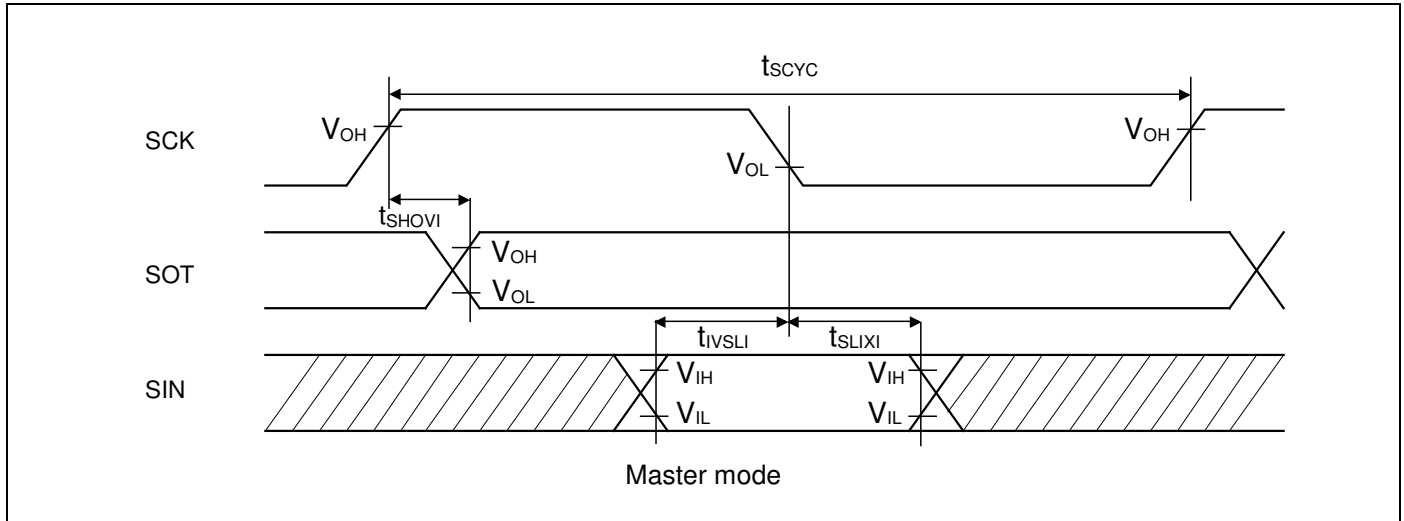 tSCYC
SCK VOH VOL VOH
tSHOVI
SOT VOH
VOL
tIVSLI tSLIXI
SIN VIH VIH
VIL VIL
Master mode